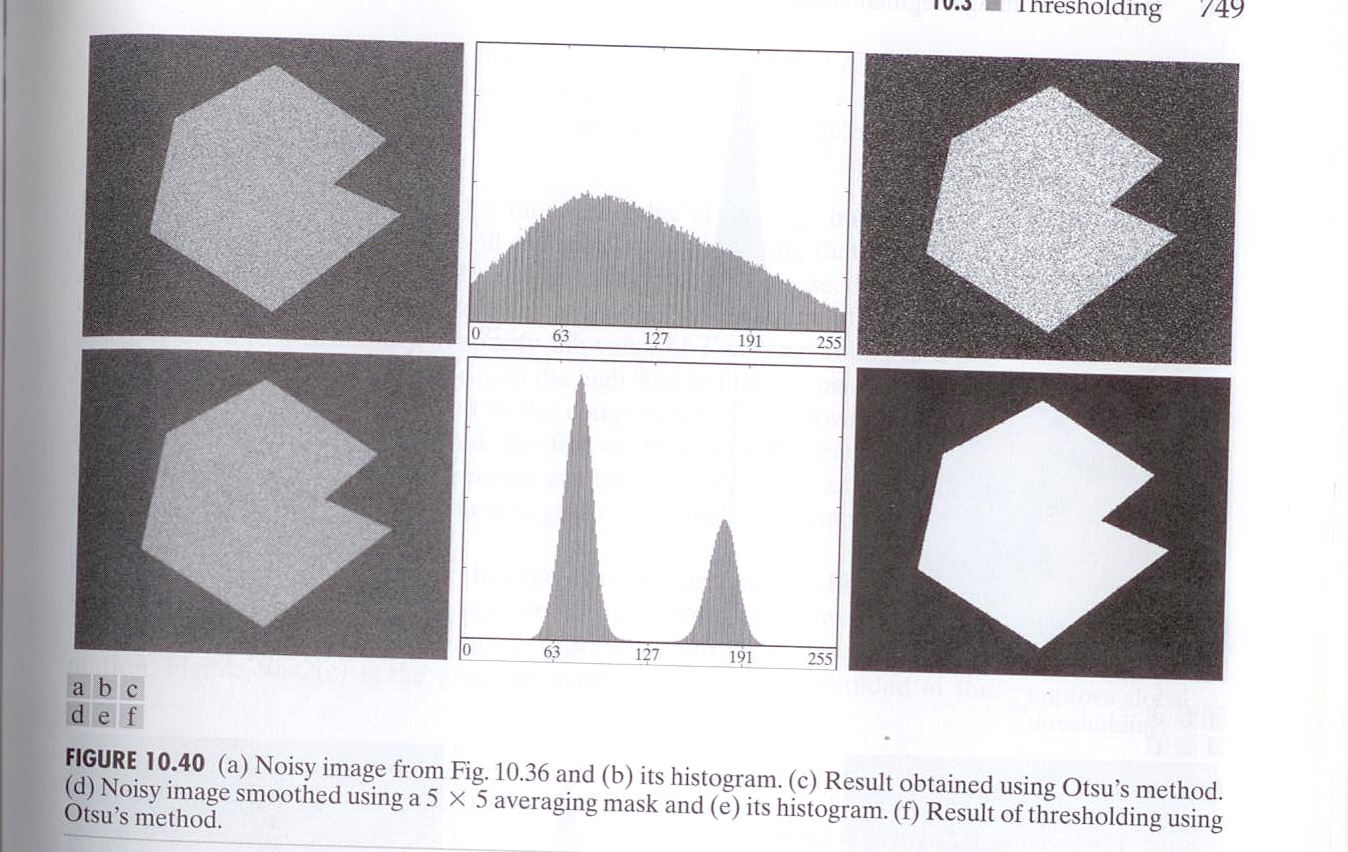 10.3 ■ Thresholding 749
0 63 127 191 255
0 63 127 191 255
a b c
d e f
FIGURE 10.40 (a) Noisy image from Fig. 10.36 and (b) its histogram. (c) Result obtained using Otsu’s method.
(d) Noisy image smoothed using a 5 × 5 averaging mask and (e) its histogram. (f) Result of thresholding using
Otsu’s method.